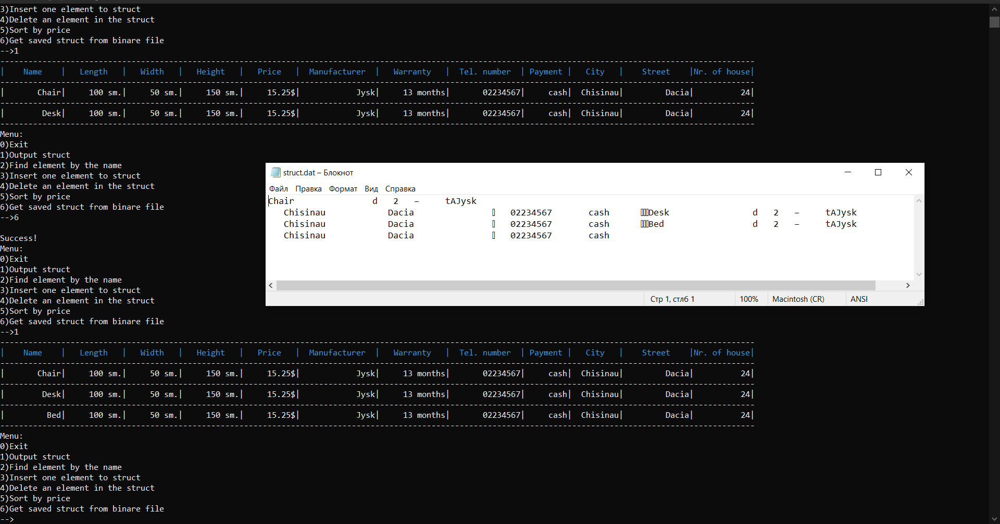 3)Insert one element to struct
4)Delete an element in the struct
5)Sort by price
6)Get saved struct from binare file
-->1
| Name | Length | Width | Height | Price | Manufacturer | Warranty | Tel. number | Payment | City | Street |Nr. of house|
| Chair| 100 sm.| 50 sm.| 150 sm.| 15.25$| Jysk| 13 months| 02234567| cash| Chisinau| Dacia| 24|
| Desk| 100 sm.| 50 sm.| 150 sm.| 15.25$| Jysk| 13 months| 02234567| cash| Chisinau| Dacia| 24|
Menu:
0)Exit
1)Output struct
2)Find element by the name
3)Insert one element to struct
4)Delete an element in the struct
5)Sort by price
6)Get saved struct from binare file
-->6
Success!
Menu:
0)Exit
1)Output struct
2)Find element by the name
3)Insert one element to struct
4)Delete an element in the struct
5)Sort by price
6)Get saved struct from binare file
-->1
| Name | Length | Width | Height | Price | Manufacturer | Warranty | Tel. number | Payment | City | Street |Nr. of house|
| Chair| 100 sm.| 50 sm.| 150 sm.| 15.25$| Jysk| 13 months| 02234567| cash| Chisinau| Dacia| 24|
| Desk| 100 sm.| 50 sm.| 150 sm.| 15.25$| Jysk| 13 months| 02234567| cash| Chisinau| Dacia| 24|
| Bed| 100 sm.| 50 sm.| 150 sm.| 15.25$| Jysk| 13 months| 02234567| cash| Chisinau| Dacia| 24|
Menu:
0)Exit
1)Output struct
2)Find element by the name
3)Insert one element to struct
4)Delete an element in the struct
5)Sort by price
6)Get saved struct from binare file
-->
struct.dat – Блокнот
Файл Правка Формат Вид Справка
Chair d 2 – tAJysk
Chisinau Dacia 02234567 cash Desk d 2 – tAJysk
Chisinau Dacia 02234567 cash Bed d 2 – tAJysk
Chisinau Dacia 02234567 cash
Стр 1, стлб 1 100% Macintosh (CR) ANSI